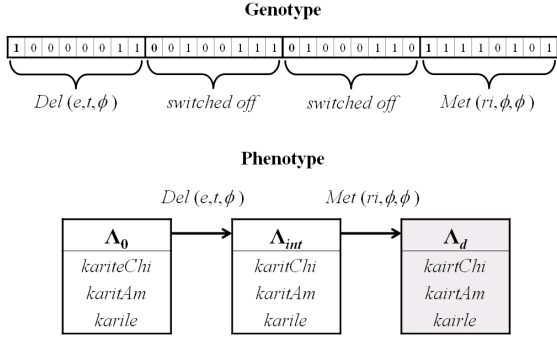 Genotype
1 0 0 0 0 0 1 1 0 0 1 0 0 1 1 1 0 1 0 0 0 1 1 0 1 1 1 1 0 1 0 1
Del (e,t,ϕ) switched off switched off Met (ri,ϕ,ϕ)
Phenotype
Del (e,t,ϕ) Met (ri,ϕ,ϕ)
Λ0 Λint Λd
kariteChi karitChi kairtChi
karitAm karitAm kairtAm
karile karile kairle